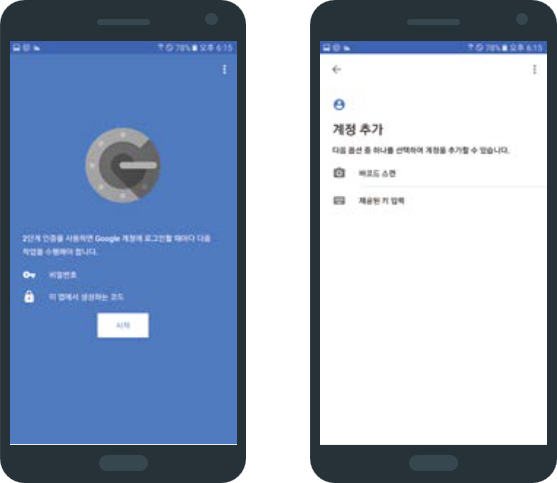 78% 오후 6:15
2단계 인증을 사용하면 Google 계정에 로그인할 때마다 다음
작업을 수행해야 합니다.
비밀번호
이 앱에서 생성하는 코드
시작
78% 오후 6:15
계정 추가
다음 옵션 중 하나를 선택하여 계정을 추가할 수 있습니다.
바코드 스캔
제공된 키 입력